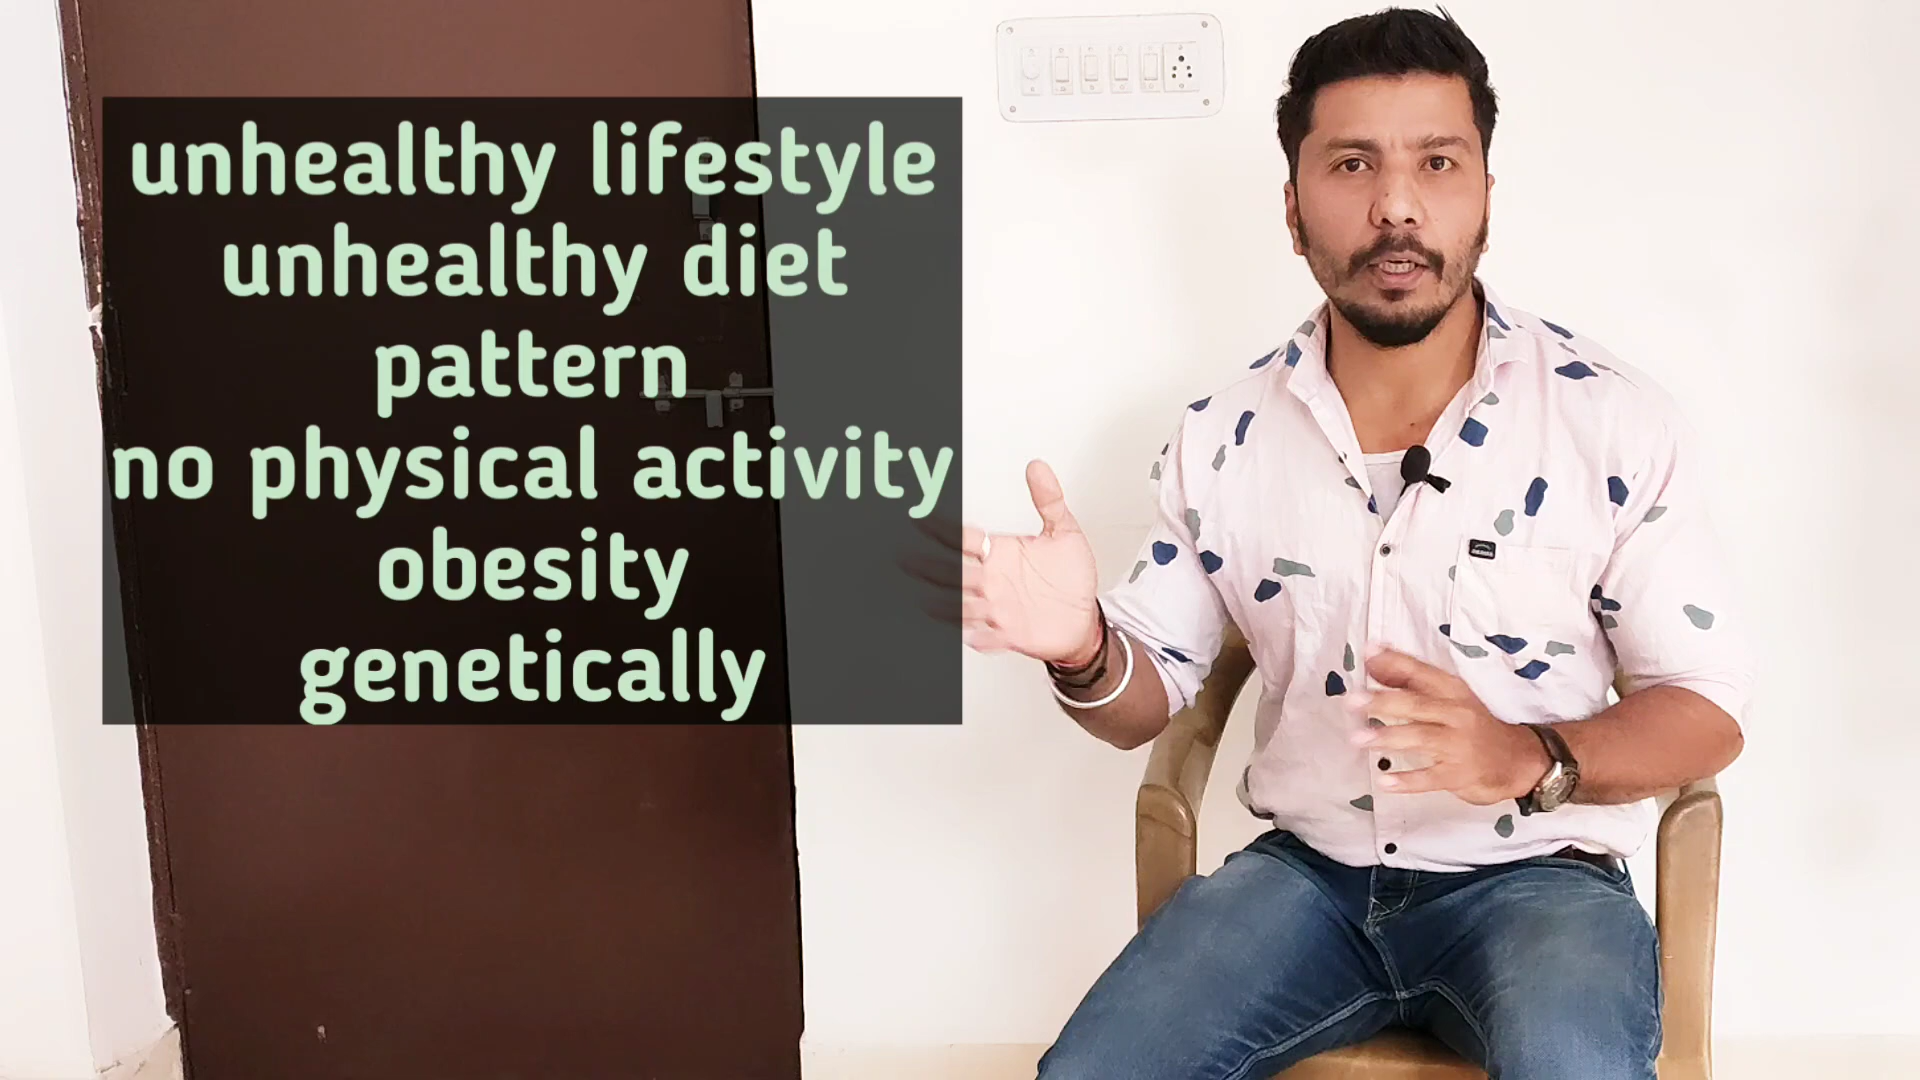 unhealthy lifestyle
unhealthy diet
pattern
no physical activity
obesity
genetically